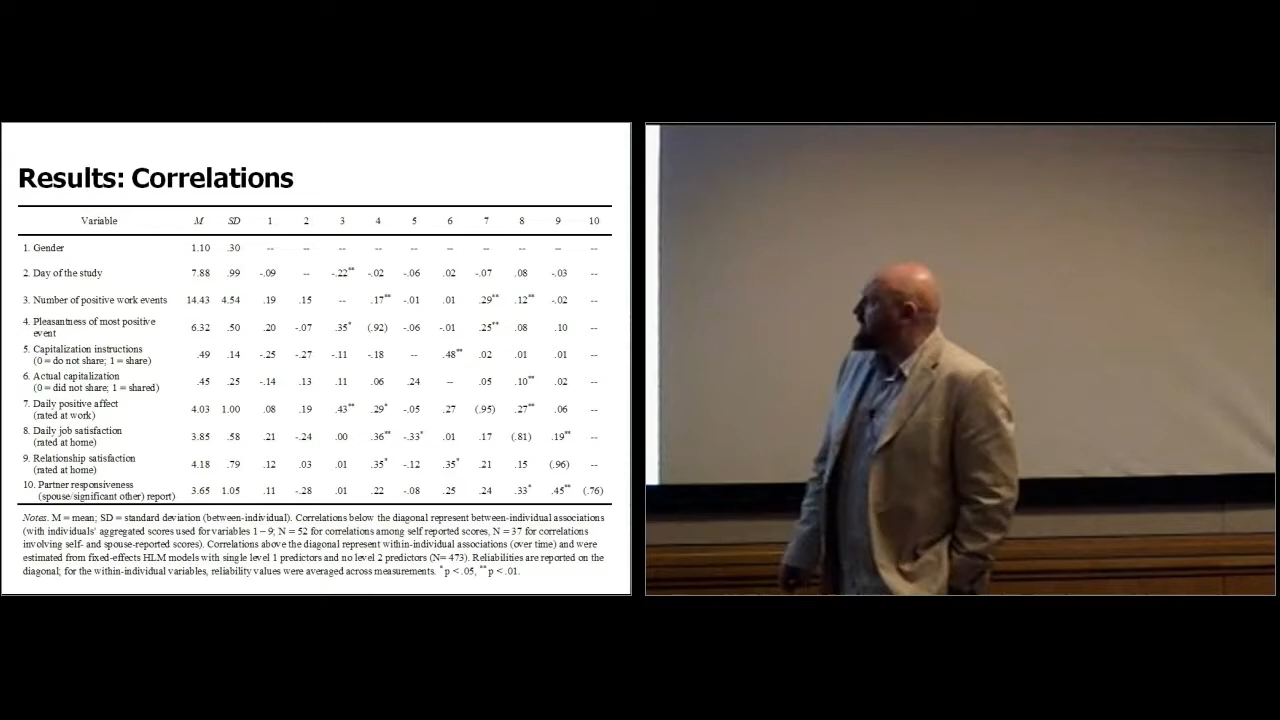 Results: Correlations
Variable M SD 1 2 3 4 5 6 7 8 9 10
1. Gender 1.10 .30 -- -- -- -- -- -- -- -- -- --
2. Day of the study 7.88 .99 -.09 -- -.22** -.02 -.06 .02 -.07 .08 -.03 --
3. Number of positive work events 14.43 4.54 .19 .15 -- .17** -.01 .01 .29** .12** -.02 --
4. Pleasantness of most positive
event 6.32 .50 .20 -.07 .35* (.92) -.06 -.01 .25** .08 .10 --
5. Capitalization instructions
(0 = do not share; 1 = share) .49 .14 -.25 -.27 -.11 -.18 -- .48** .02 .01 .01 --
6. Actual capitalization
(0 = did not share; 1 = shared) .45 .25 -.14 .13 .11 .06 .24 -- .05 .10** .02 --
7. Daily positive affect
(rated at work) 4.03 1.00 .08 .19 .43** .29* -.05 .27 (.95) .27** .06 --
8. Daily job satisfaction
(rated at home) 3.85 .58 .21 -.24 .00 .36** -.33* .01 .17 (.81) .19** --
9. Relationship satisfaction
(rated at home) 4.18 .79 .12 .03 .01 .35* -.12 .35* .21 .15 (.96) --
10. Partner responsiveness
(spouse/significant other) report) 3.65 1.05 .11 -.28 .01 .22 -.08 .25 .24 .33* .45** (.76)
Notes. M = mean; SD = standard deviation (between-individual). Correlations below the diagonal represent between-individual associations
(with individuals' aggregated scores used for variables 1 – 9; N = 52 for correlations among self reported scores, N = 37 for correlations
involving self- and spouse-reported scores). Correlations above the diagonal represent within-individual associations (over time) and were
estimated from fixed-effects HLM models with single level 1 predictors and no level 2 predictors (N= 473). Reliabilities are reported on the
diagonal; for the within-individual variables, reliability values were averaged across measurements. * p < .05, ** p < .01.